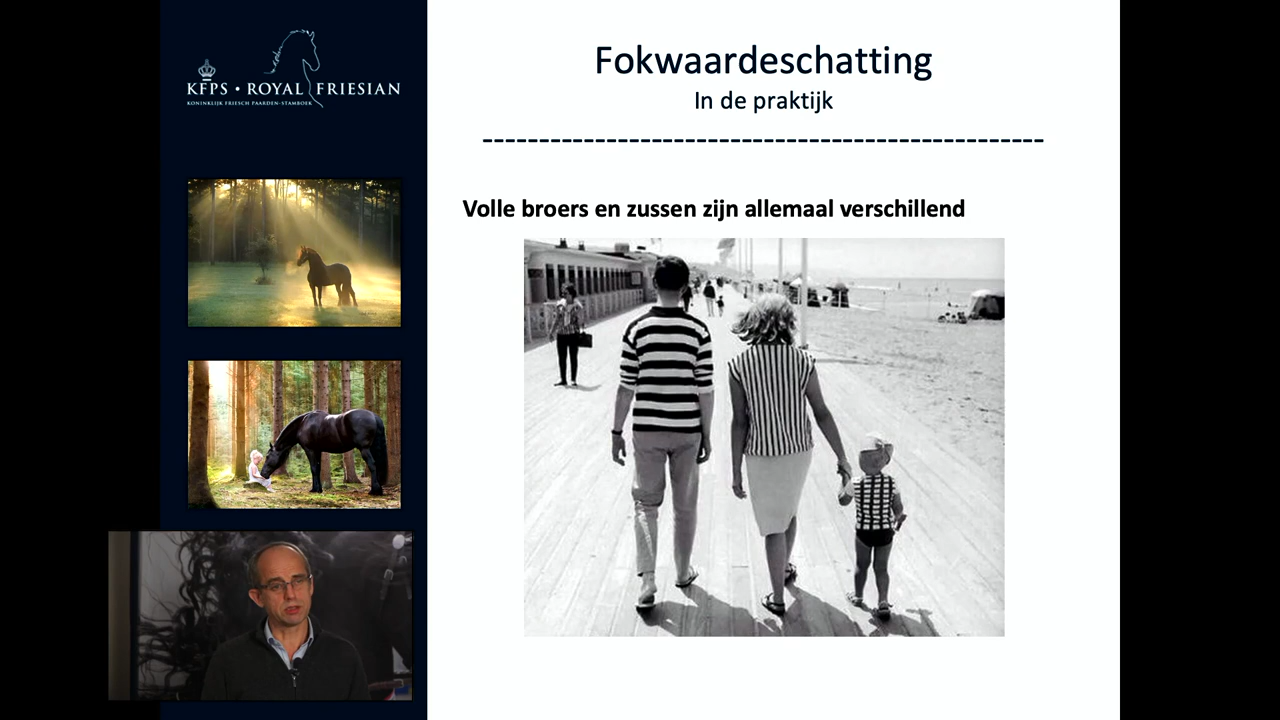 KFPS • ROYAL FRIESIAN
KONINKLIJK FRIESCH PAARDEN-STAMBOEK
Fokwaardeschatting
In de praktijk
--------------------------------------------------
Volle broers en zussen zijn allemaal verschillend